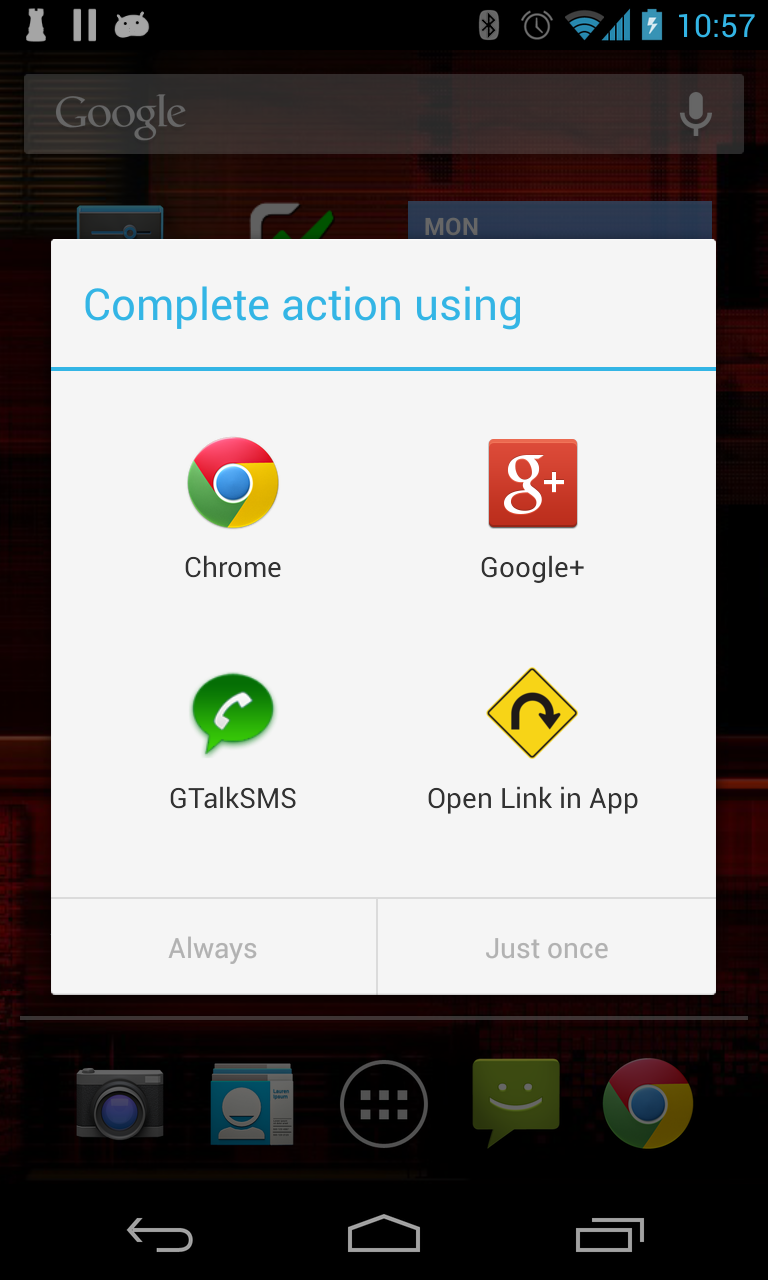 10:57
Google
MON
Complete action using
g+
Chrome
Google+
GTalkSMS
Open Link in App
Always
Just once